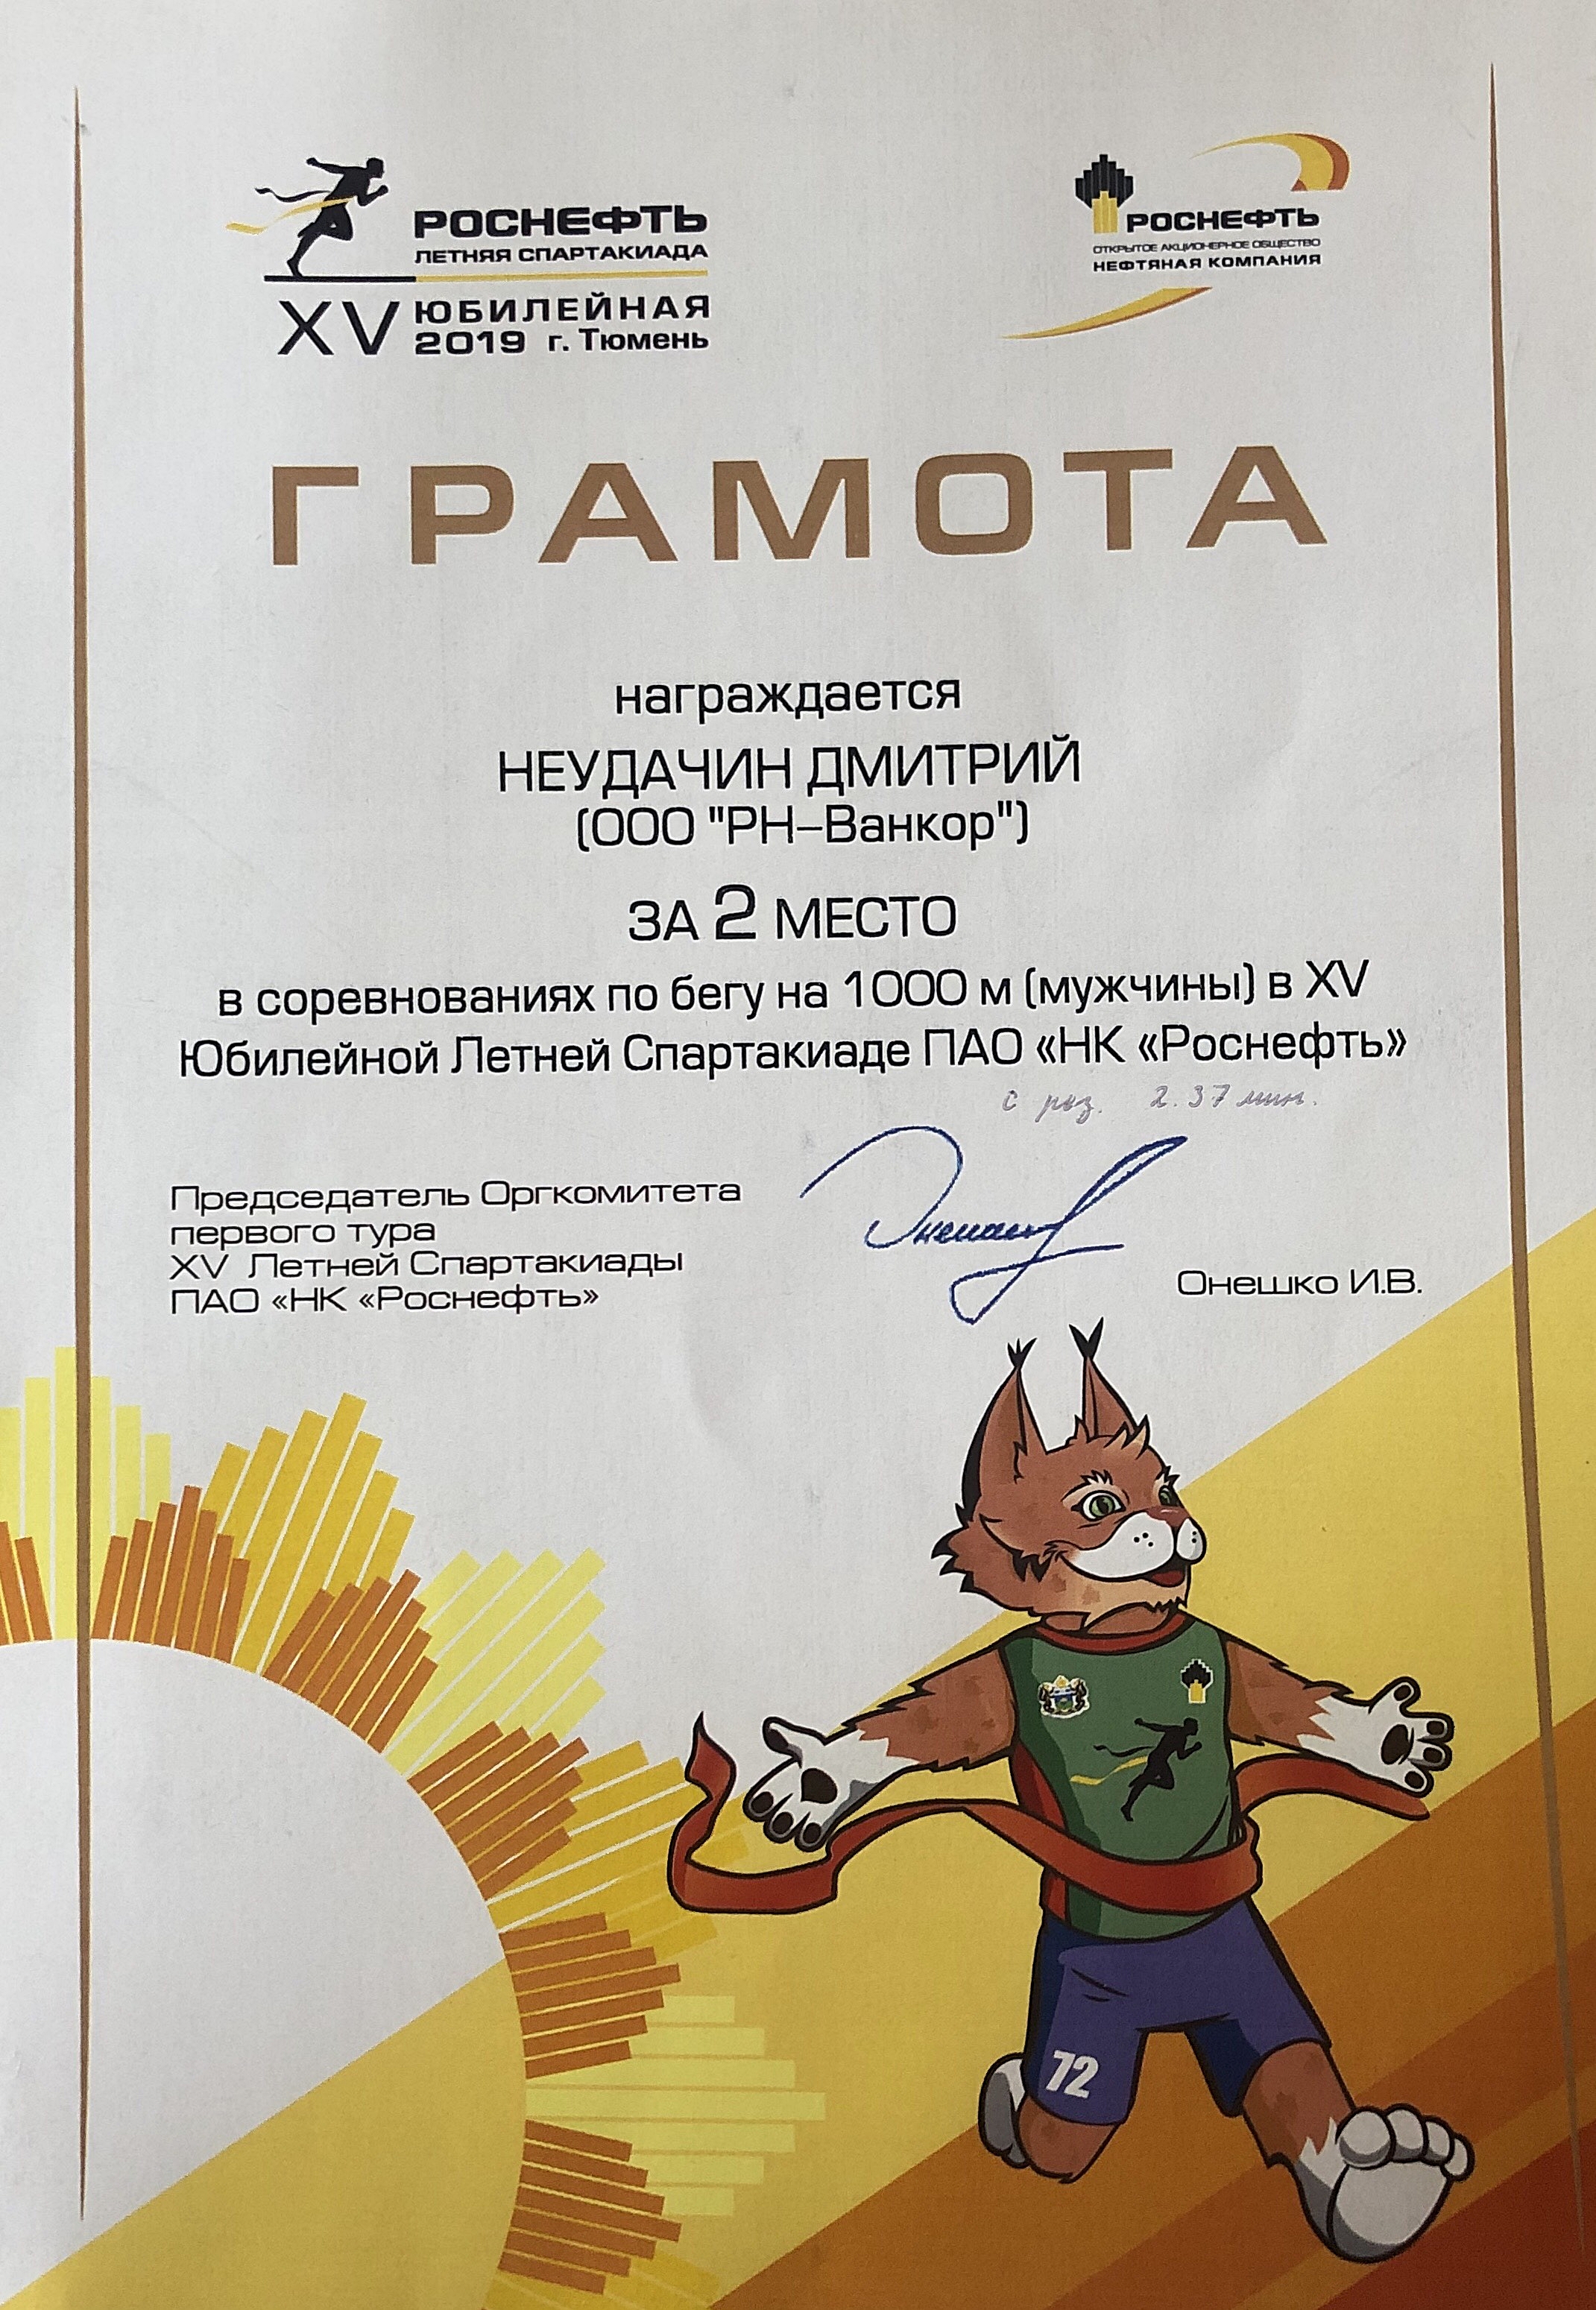 РОСНЕФТЬ
ЛЕТНЯЯ СПАРТАКИАДА
XV ЮБИЛЕЙНАЯ
2019 г. Тюмень
РОСНЕФТЬ
ОТКРЫТОЕ АКЦИОНЕРНОЕ ОБЩЕСТВО
НЕФТЯНАЯ КОМПАНИЯ
ГРАМОТА
награждается
НЕУДАЧИН ДМИТРИЙ
(ООО "РН–Ванкор")
ЗА 2 МЕСТО
в соревнованиях по бегу на 1000 м (мужчины) в XV
Юбилейной Летней Спартакиаде ПАО «НК «Роснефть»
с рез. 2.37 мин.
Председатель Оргкомитета
первого тура
XV Летней Спартакиады
ПАО «НК «Роснефть»
Онешко И.В.
72